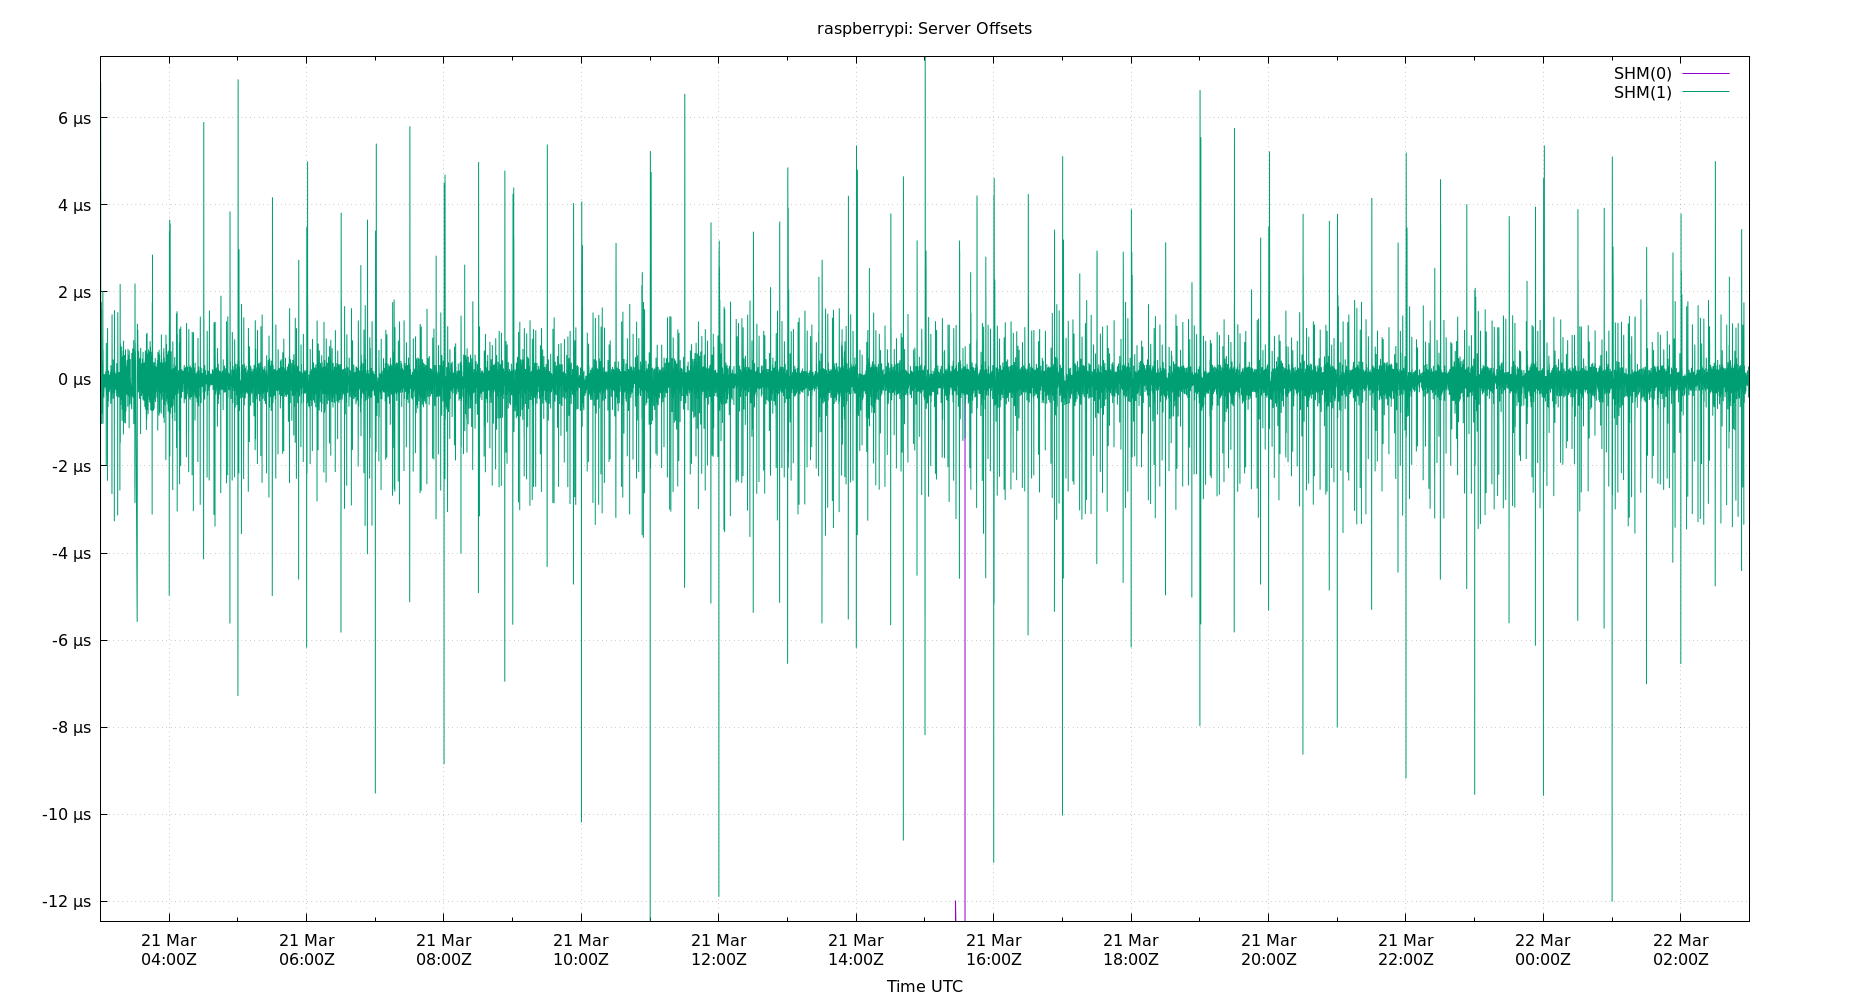 raspberrypi: Server Offsets
SHM(0)
SHM(1)
6 µs
4 µs
2 µs
0 µs
-2 µs
-4 µs
-6 µs
-8 µs
-10 µs
-12 µs
21 Mar 21 Mar 21 Mar 21 Mar 21 Mar 21 Mar 21 Mar 21 Mar 21 Mar 21 Mar 22 Mar 22 Mar
04:00Z 06:00Z 08:00Z 10:00Z 12:00Z 14:00Z 16:00Z 18:00Z 20:00Z 22:00Z 00:00Z 02:00Z
Time UTC